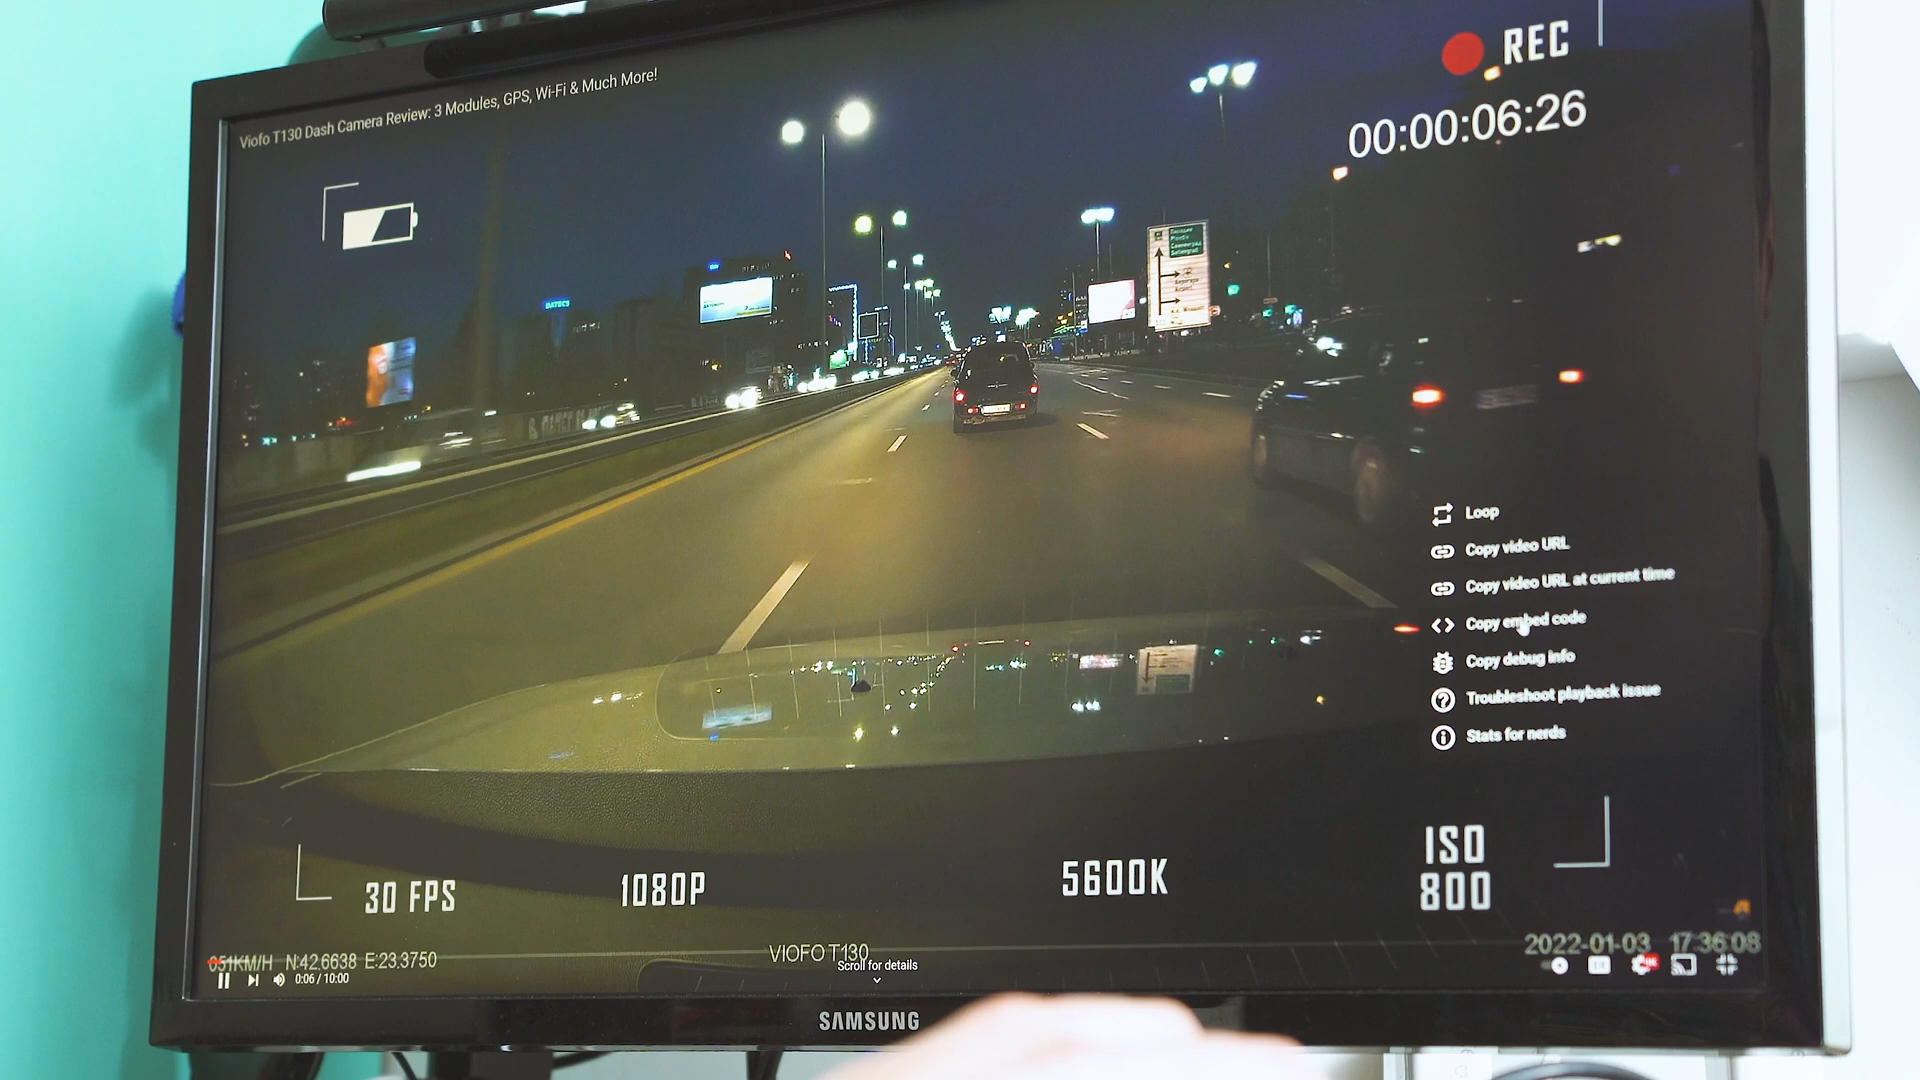 Viofo T130 Dash Camera Review: 3 Modules, GPS, Wi-Fi & Much More!
REC
00:00:06:26
DATECS
Loop
Copy video URL
Copy video URL at current time
Copy embed code
Copy debug info
Troubleshoot playback issue
Stats for nerds
30 FPS
1080P
5600K
ISO
800
051KM/H N:42.6638 E:23.3750
VIOFO T130
2022-01-03 17:36:08
0:06 / 10:00
Scroll for details
SAMSUNG